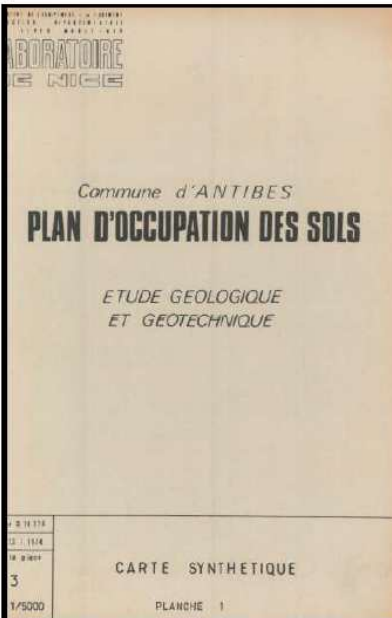 ABORATOIRE
DE NICE
Commune d'ANTIBES
PLAN D'OCCUPATION DES SOLS
ETUDE GEOLOGIQUE
ET GEOTECHNIQUE
CARTE SYNTHETIQUE
3
1/5000
PLANCHE 1